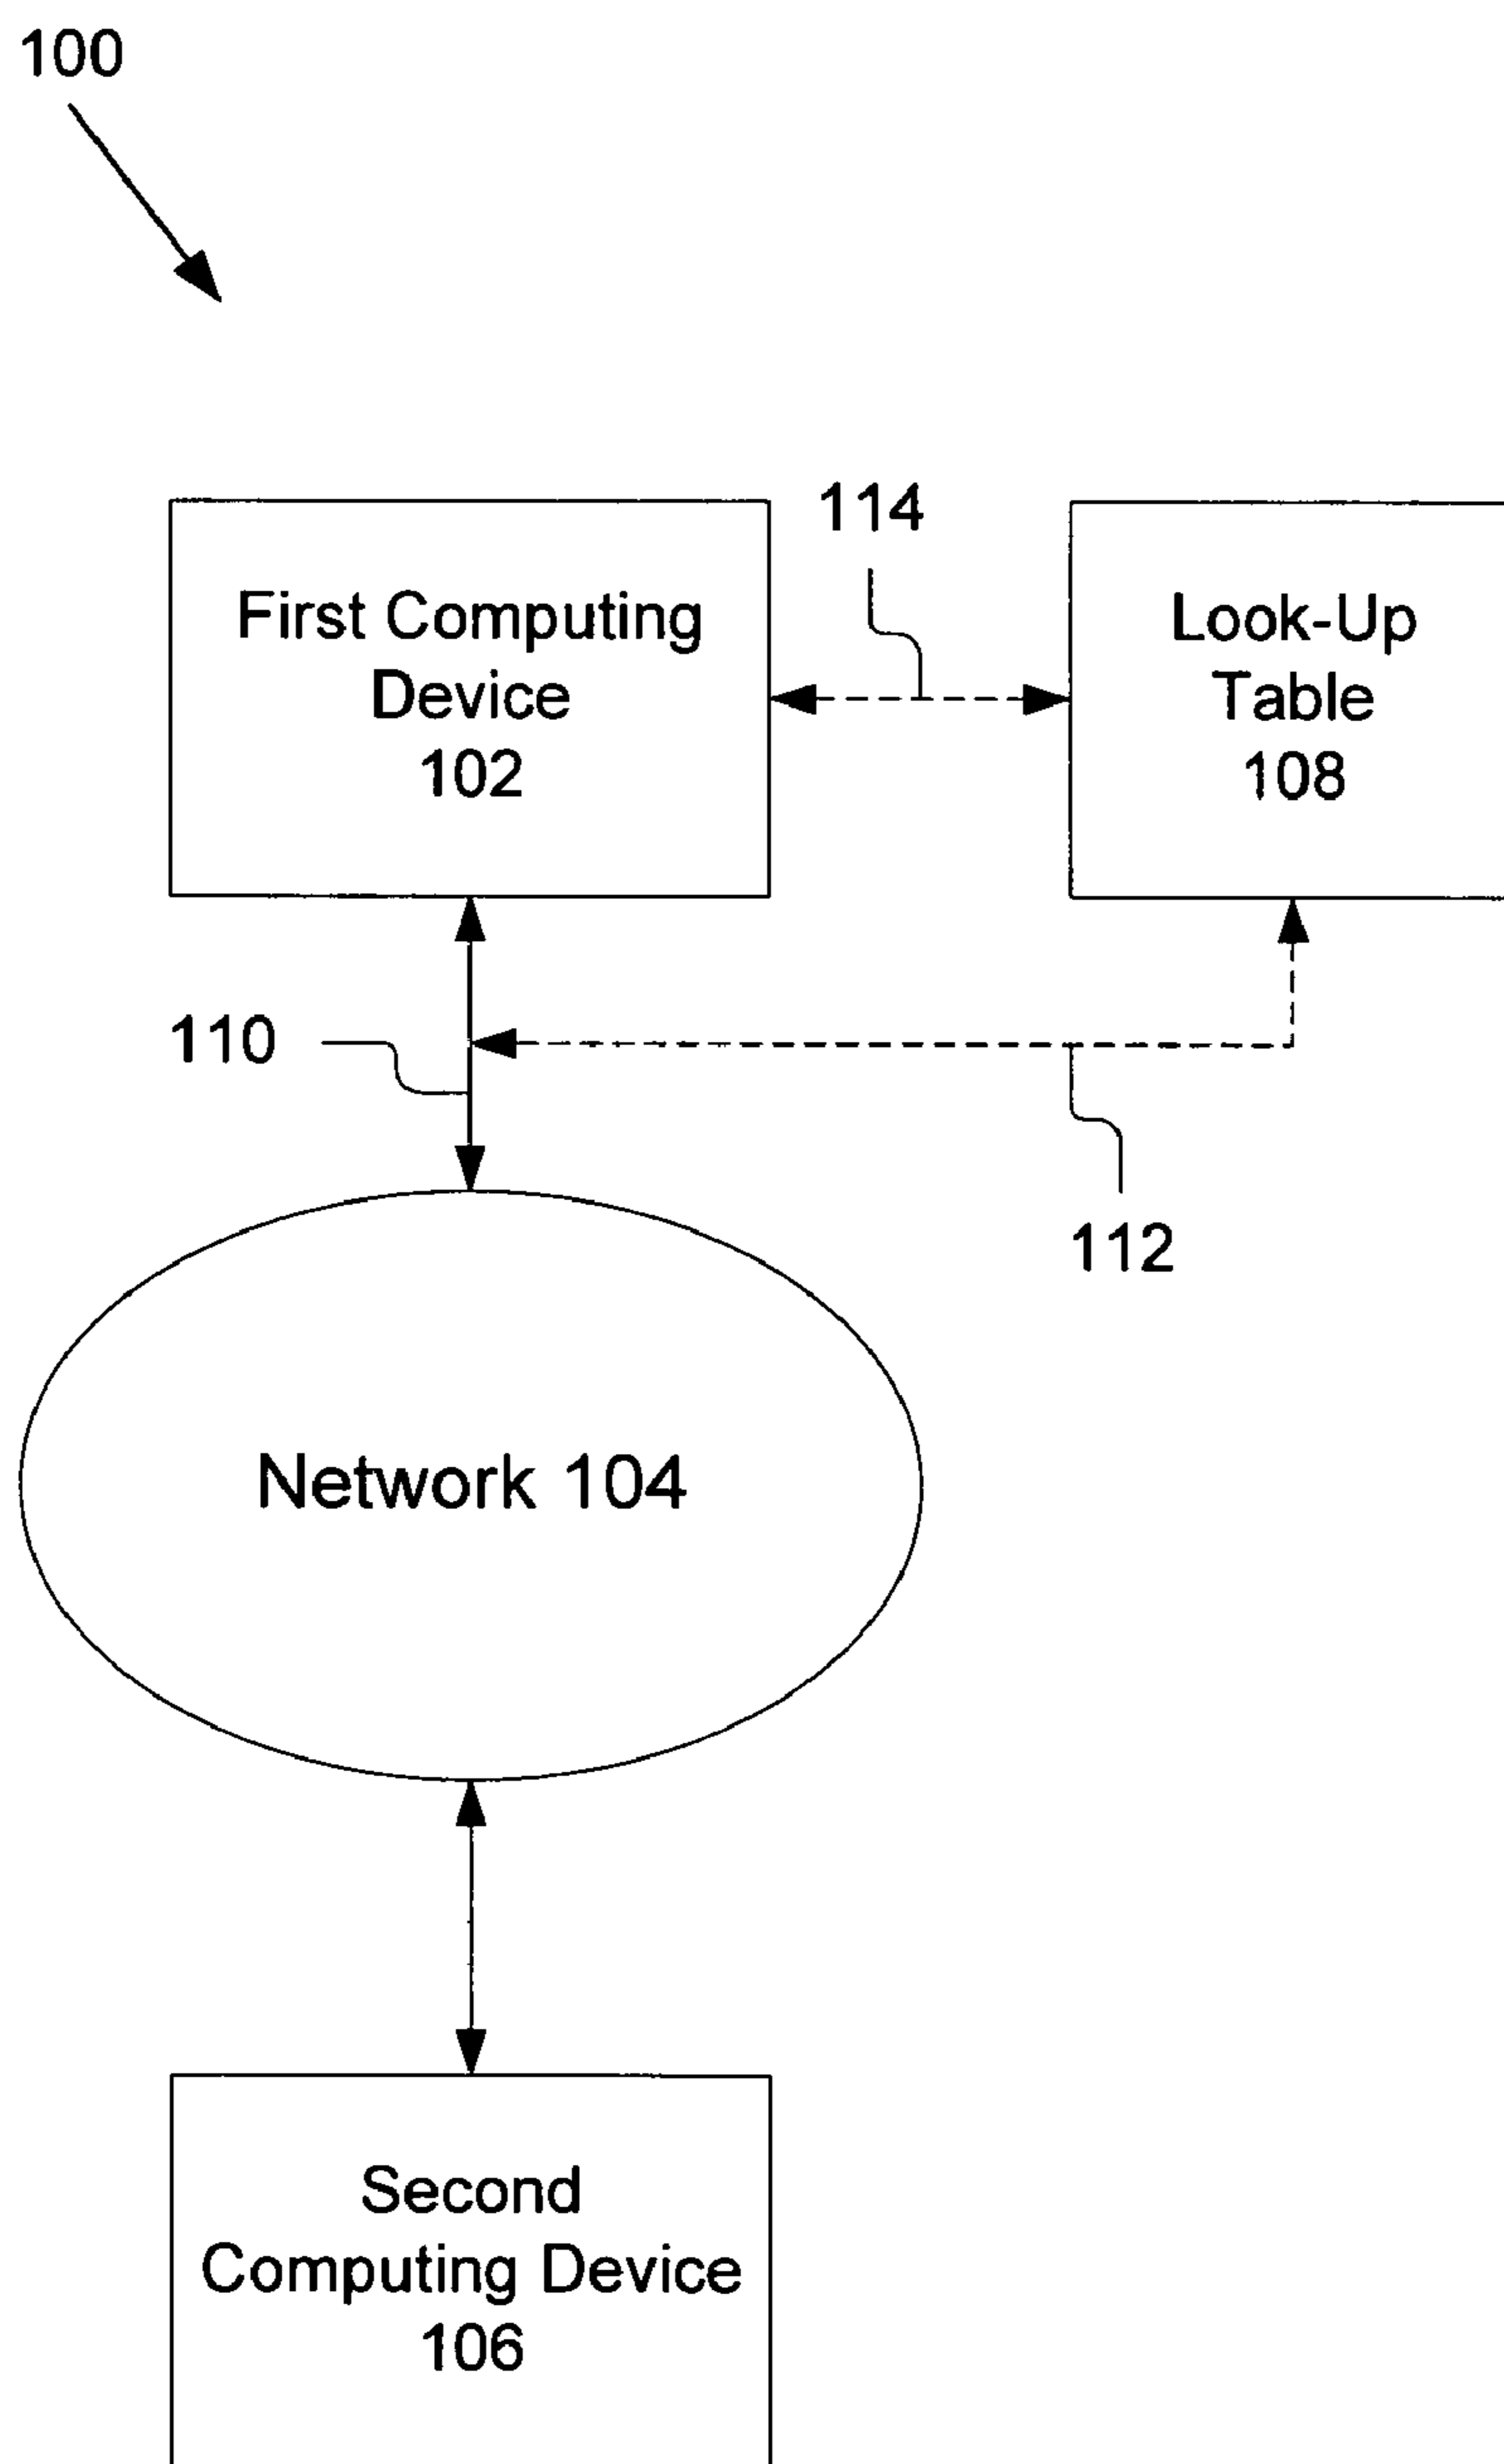 100
114
First Computing
Device
102
Look-Up
Table
108
110
112
Network 104
Second
Computing Device
106